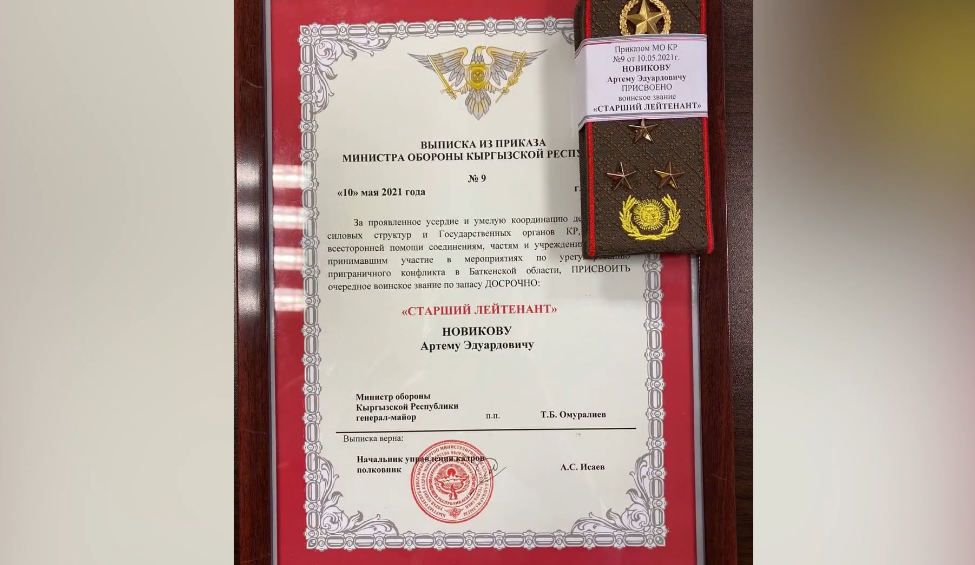 Приказом МО КР
№9 от 10.05.2021г.
НОВИКОВУ
Артему Эдуардовичу
ПРИСВОЕНО
воинское звание
«СТАРШИЙ ЛЕЙТЕНАНТ»
ВЫПИСКА ИЗ ПРИКАЗА
МИНИСТРА ОБОРОНЫ КЫРГЫЗСКОЙ
№ 9
«10» мая 2021 года
г.
За проявленное усердие и умелую координацию
силовых структур и Государственных органов КР,
всесторонней помощи соединениям, частям и
принимавшим участие в мероприятиях по
приграничного конфликта в Баткенской области, ПРИСВОИТЬ
очередное воинское звание по запасу ДОСРОЧНО:
«СТАРШИЙ ЛЕЙТЕНАНТ»
НОВИКОВУ
Артему Эдуардовичу
Министр обороны
Кыргызской Республики
генерал-майор п.п. Т.Б. Омуралиев
Выписка верна:
Начальник управления кадров
полковник А.С. Исаев